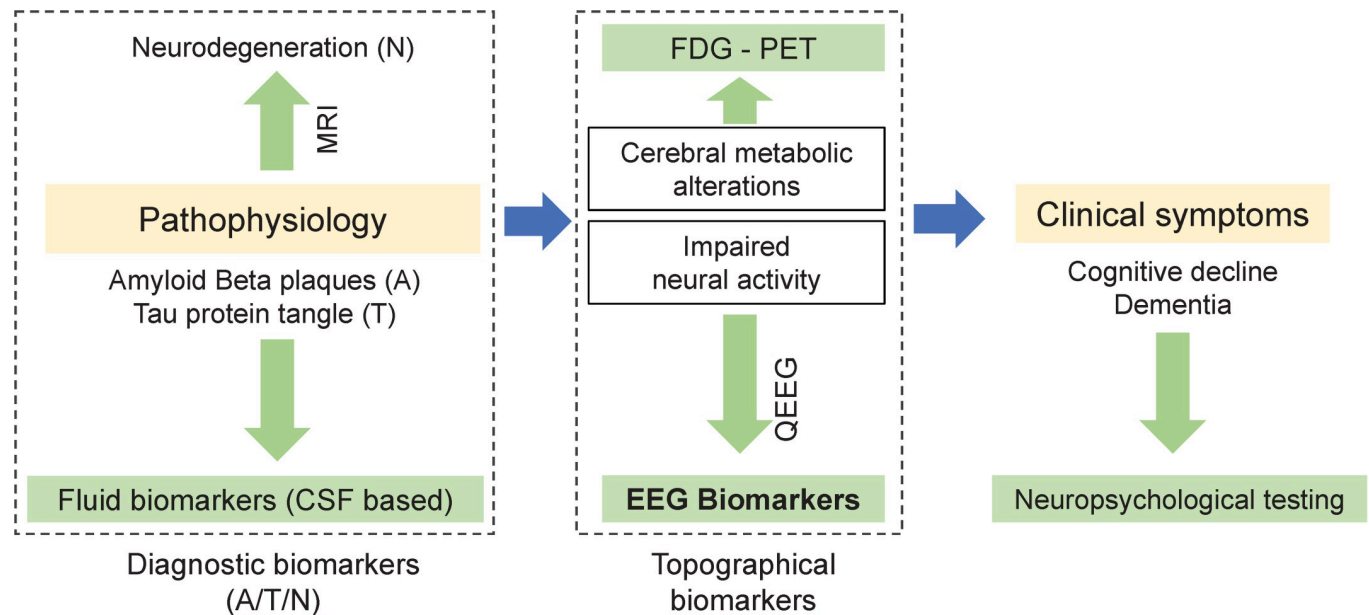 Neurodegeneration (N)
MRI
Pathophysiology
Amyloid Beta plaques (A)
Tau protein tangle (T)
Fluid biomarkers (CSF based)
Diagnostic biomarkers
(A/T/N)
FDG - PET
Cerebral metabolic
alterations
Impaired
neural activity
QEEG
EEG Biomarkers
Topographical
biomarkers
Clinical symptoms
Cognitive decline
Dementia
Neuropsychological testing